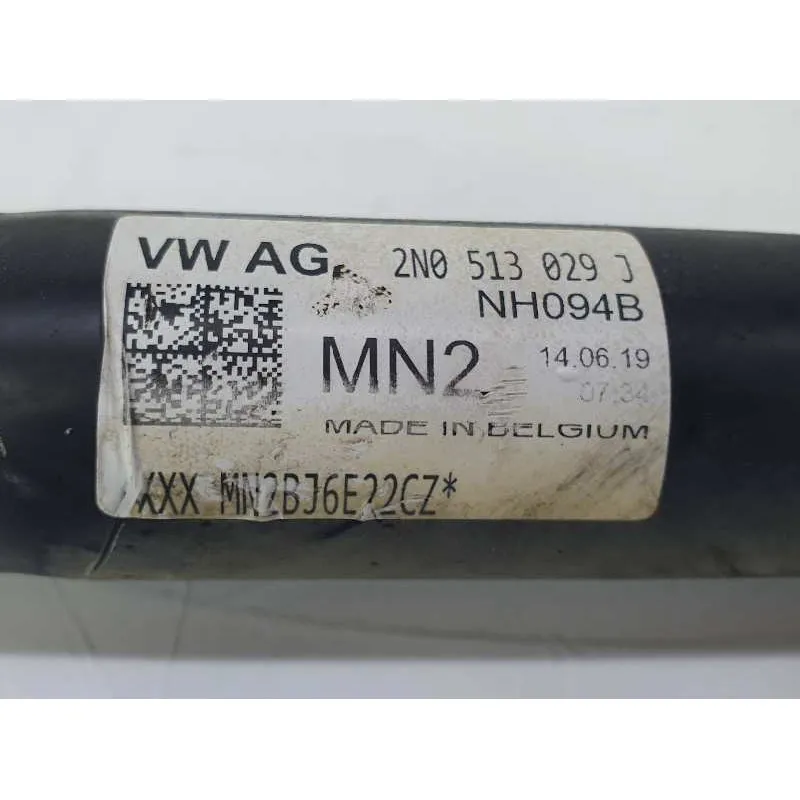 VW AG 2N0 513 029 J
NH094B
MN2 14.06.19
07:34
MADE IN BELGIUM
XXX MN2BJ6E22CZ*